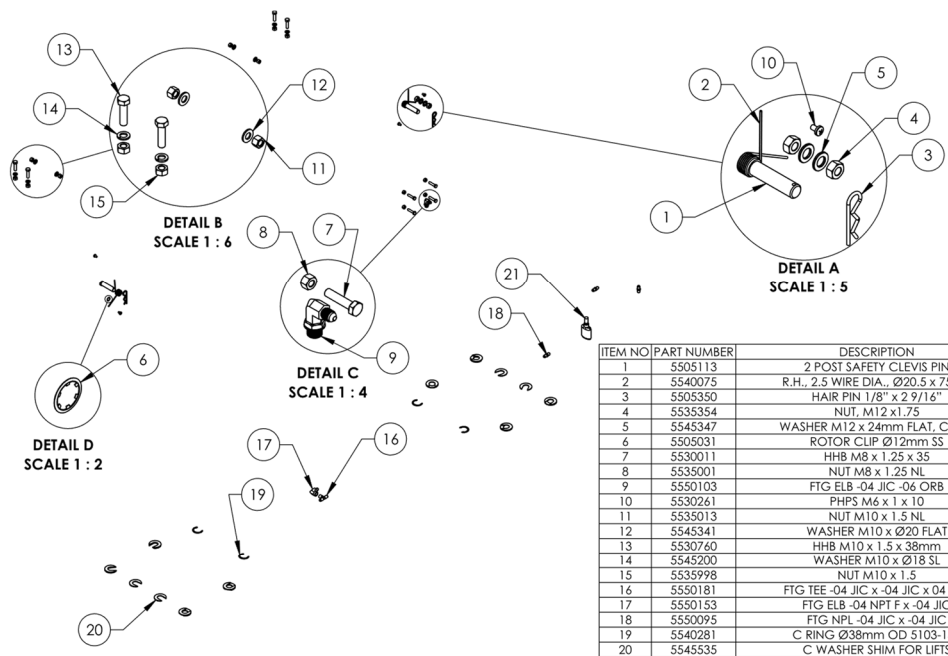 13
14
15
12
11
DETAIL B
SCALE 1 : 6
10
2
5
4
3
1
DETAIL A
SCALE 1 : 5
8
7
9
DETAIL C
SCALE 1 : 4
6
DETAIL D
SCALE 1 : 2
21
18
17
16
19
20
ITEM NO PART NUMBER DESCRIPTION
1 5505113 2 POST SAFETY CLEVIS PIN
2 5540075 R.H., 2.5 WIRE DIA., Ø20.5 x
3 5505350 HAIR PIN 1/8" x 2 9/16"
4 5535354 NUT, M12 x1.75
5 5545347 WASHER M12 x 24mm FLAT,
6 5505031 ROTOR CLIP Ø12mm SS
7 5530011 HHB M8 x 1.25 x 35
8 5535001 NUT M8 x 1.25 NL
9 5550103 FTG ELB -04 JIC -06 ORB
10 5530261 PHPS M6 x 1 x 10
11 5535013 NUT M10 x 1.5 NL
12 5545341 WASHER M10 x Ø20 FLAT
13 5530760 HHB M10 x 1.5 x 38mm
14 5545200 WASHER M10 x Ø18 SL
15 5535998 NUT M10 x 1.5
16 5550181 FTG TEE -04 JIC x -04 JIC x 04
17 5550153 FTG ELB -04 NPT F x -04 JIC
18 5550095 FTG NPL -04 JIC x -04 JIC
19 5540281 C RING Ø38mm OD 5103-1
20 5545535 C WASHER SHIM FOR LIFTS